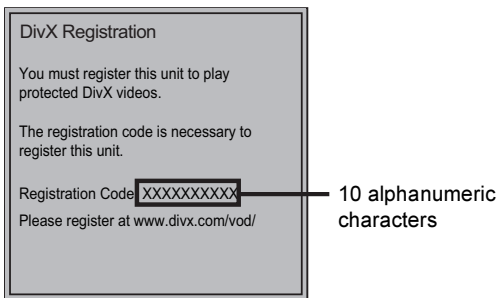 DivX Registration
You must register this unit to play
protected DivX videos.
The registration code is necessary to
register this unit.
Registration Code XXXXXXXXXX
10 alphanumeric
characters
Please register at www.divx.com/vod/